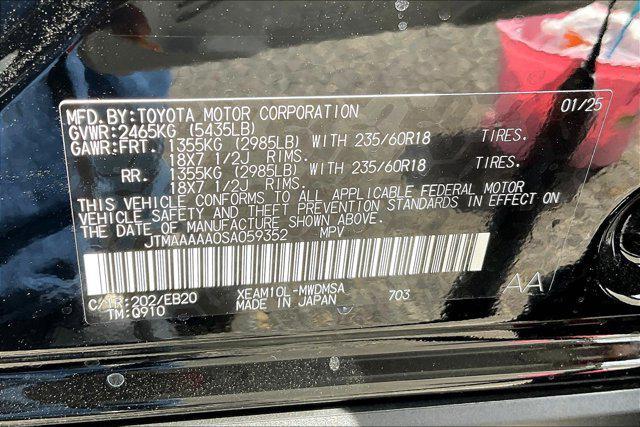 MFD. BY: TOYOTA MOTOR CORPORATION 01/25
GVWR: 2465KG (5435LB)
GAWR: FRT. 1355KG (2985LB) WITH 235/60R18 TIRES.
18X7 1/2J RIMS.
RR. 1355KG (2985LB) WITH 235/60R18 TIRES.
18X7 1/2J RIMS.
THIS VEHICLE CONFORMS TO ALL APPLICABLE FEDERAL MOTOR
VEHICLE SAFETY AND THEFT PREVENTION STANDARDS IN EFFECT ON
THE DATE OF MANUFACTURE SHOWN ABOVE.
JTMAAAAA0SA059352 MPV
C/TR: 202/EB20 XEAM10L-MWDMSA 703 AA
TM: 0910 MADE IN JAPAN